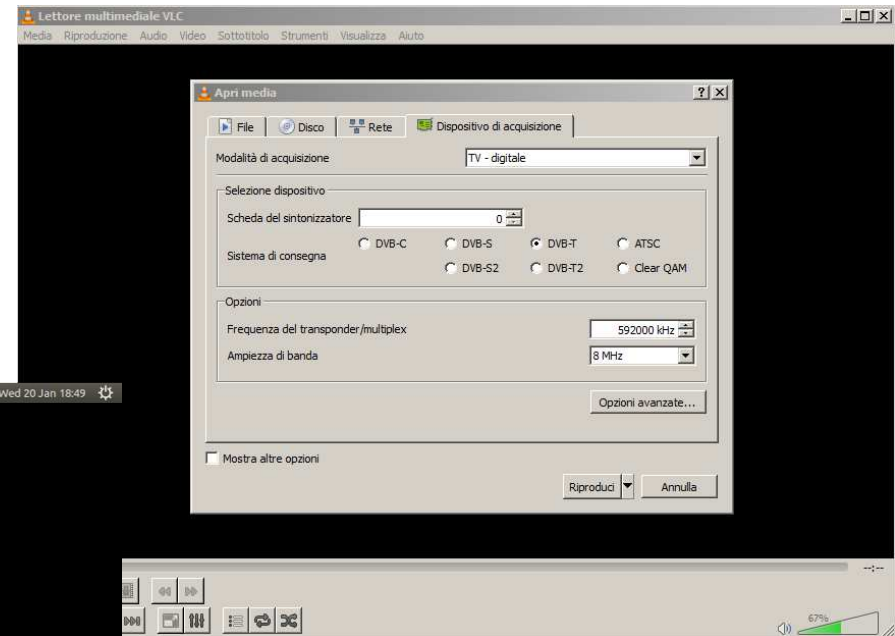 Lettore multimediale VLC
Media Riproduzione Audio Video Sottotitolo Strumenti Visualizza Aiuto
Apri media
File Disco Rete Dispositivo di acquisizione
Modalità di acquisizione TV - digitale
Selezione dispositivo
Scheda del sintonizzatore 0
Sistema di consegna
DVB-C DVB-S DVB-T ATSC
DVB-S2 DVB-T2 Clear QAM
Opzioni
Frequenza del transponder/multiplex 592000 kHz
Ampiezza di banda 8 MHz
Wed 20 Jan 18:49
Opzioni avanzate...
Mostra altre opzioni
Riproduci Annulla
--:--
67%